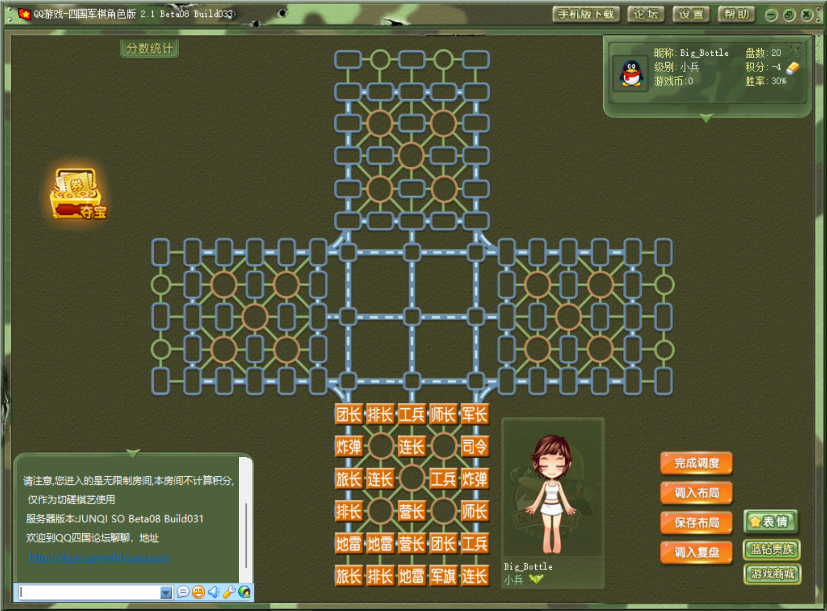 QQ游戏-四国军棋角色版 2.1 Beta08 Build033
手机版下载 论坛 设置 帮助
分数统计
昵称: Big_Bottle 盘数: 20
级别: 小兵 积分: -4
游戏币:0 胜率: 30%
夺宝
团长 排长 工兵 师长 军长
炸弹 连长 司令
旅长 连长 工兵 炸弹
排长 营长 师长
地雷 地雷 营长 团长 工兵
旅长 排长 地雷 军旗 连长
请注意,您进入的是无限制房间,本房间不计算积分,
仅作为切磋棋艺使用
服务器版本:JUNQI SO Beta08 Build031
欢迎到QQ四国论坛聊聊，地址
Big_Bottle
小兵
完成调度
调入布局
保存布局
调入复盘
表情
蓝钻贵族
游戏商城